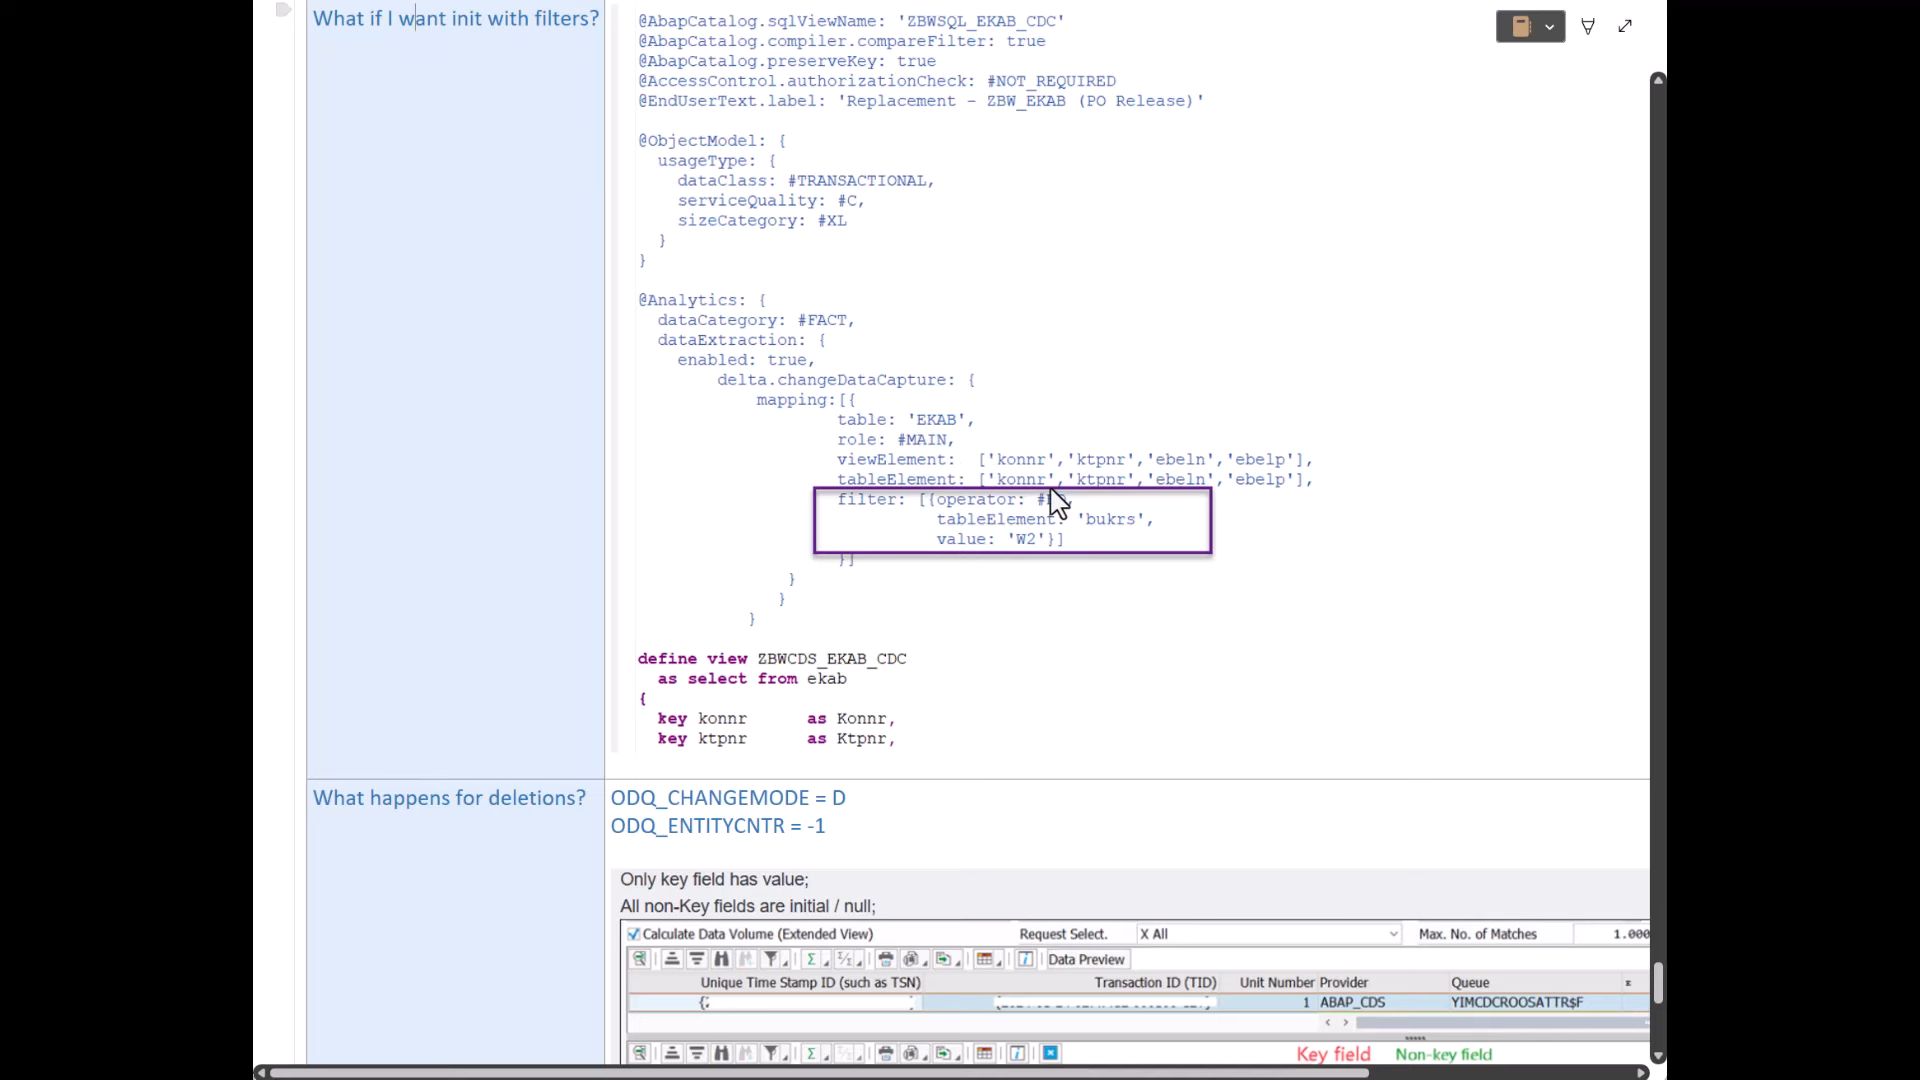 What if I want init with filters?
@AbapCatalog.sqlViewName: 'ZBWSQL_EKAB_CDC'
@AbapCatalog.compiler.compareFilter: true
@AbapCatalog.preserveKey: true
@AccessControl.authorizationCheck: #NOT_REQUIRED
@EndUserText.label: 'Replacement - ZBW_EKAB (PO Release)'
@ObjectModel: {
usageType: {
dataClass: #TRANSACTIONAL,
serviceQuality: #C,
sizeCategory: #XL
}
}
@Analytics: {
dataCategory: #FACT,
dataExtraction: {
enabled: true,
delta.changeDataCapture: {
mapping:[{
table: 'EKAB',
role: #MAIN,
viewElement: ['konnr','ktpnr','ebeln','ebelp'],
tableElement: ['konnr','ktpnr','ebeln','ebelp'],
filter: [{operator:
tableElement: 'bukrs',
value: 'W2'}]
}]
}
}
}
define view ZBWCDS_EKAB_CDC
as select from ekab
{
key konnr as Konnr,
key ktpnr as Ktpnr,
What happens for deletions?
ODQ_CHANGEMODE = D
ODQ_ENTITYCNTR = -1
Only key field has value;
All non-Key fields are initial / null;
Calculate Data Volume (Extended View) Request Select. X All Max. No. of Matches 1.000
Data Preview
Unique Time Stamp ID (such as TSN) Transaction ID (TID) Unit Number Provider Queue
1 ABAP_CDS YIMCDCROOSATTR$F
Key field Non-key field